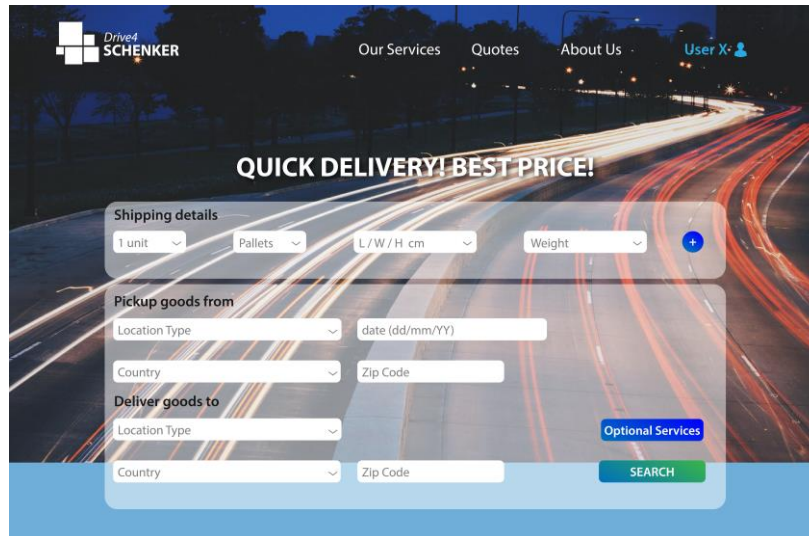 Drive4
SCHENKER
Our Services Quotes About Us User X
QUICK DELIVERY! BEST PRICE!
Shipping details
1 unit Pallets L / W / H cm Weight +
Pickup goods from
Location Type date (dd/mm/YY)
Country Zip Code
Deliver goods to
Location Type Optional Services
Country Zip Code SEARCH